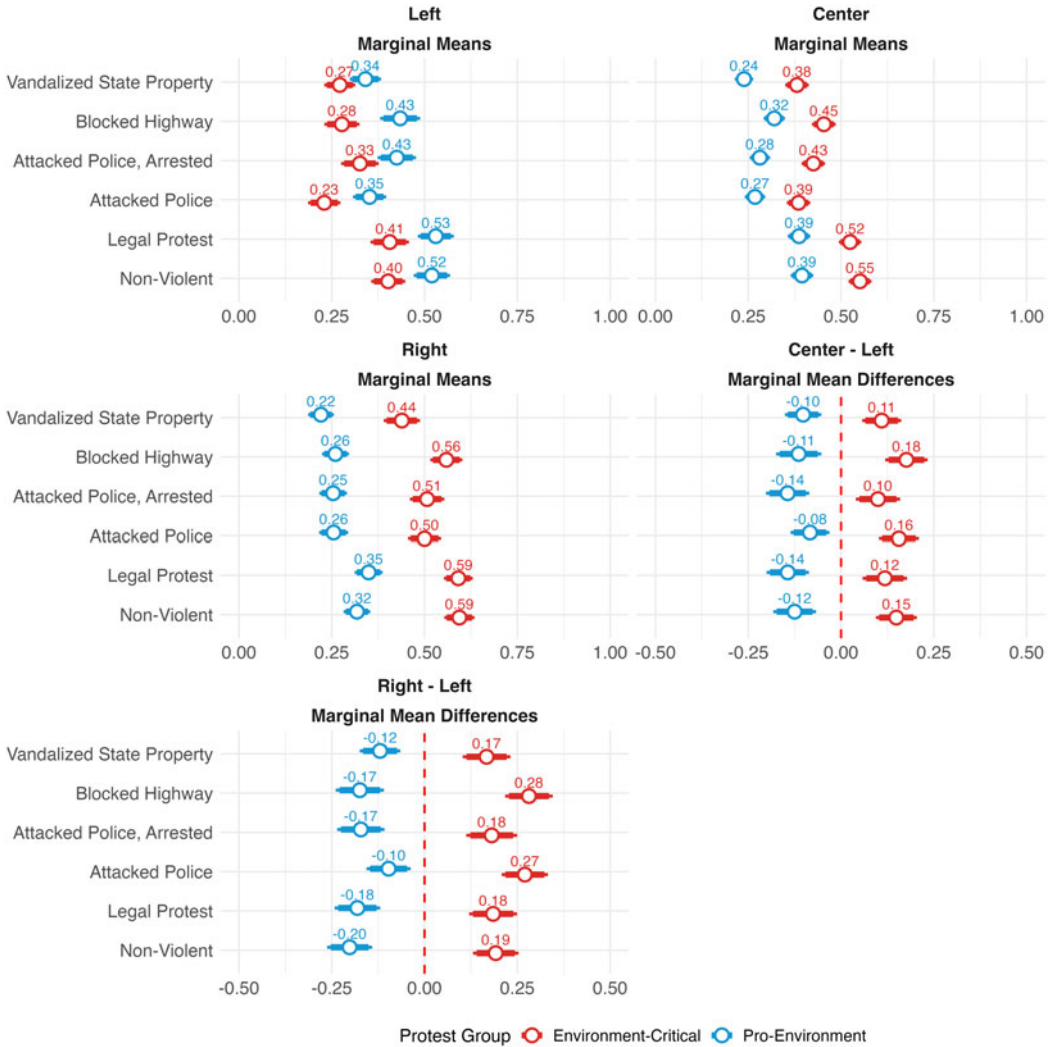 Left
Marginal Means
Vandalized State Property
0.27
0.34
Blocked Highway
0.28
0.43
Attacked Police, Arrested
0.33
0.43
Attacked Police
0.23
0.35
Legal Protest
0.41
0.53
Non-Violent
0.40
0.52
0.00 0.25 0.50 0.75 1.00
Center
Marginal Means
0.24
0.38
0.32
0.45
0.28
0.43
0.27
0.39
0.39
0.52
0.39
0.55
0.00 0.25 0.50 0.75 1.00
Right
Marginal Means
Vandalized State Property
0.22
0.44
Blocked Highway
0.26
0.56
Attacked Police, Arrested
0.25
0.51
Attacked Police
0.26
0.50
Legal Protest
0.35
0.59
Non-Violent
0.32
0.59
0.00 0.25 0.50 0.75 1.00
Center - Left
Marginal Mean Differences
-0.10
0.11
-0.11
0.18
-0.14
0.10
-0.08
0.16
-0.14
0.12
-0.12
0.15
-0.50 -0.25 0.00 0.25 0.50
Right - Left
Marginal Mean Differences
Vandalized State Property
-0.12
0.17
Blocked Highway
-0.17
0.28
Attacked Police, Arrested
-0.17
0.18
Attacked Police
-0.10
0.27
Legal Protest
-0.18
0.18
Non-Violent
-0.20
0.19
-0.50 -0.25 0.00 0.25 0.50
Protest Group Environment-Critical Pro-Environment